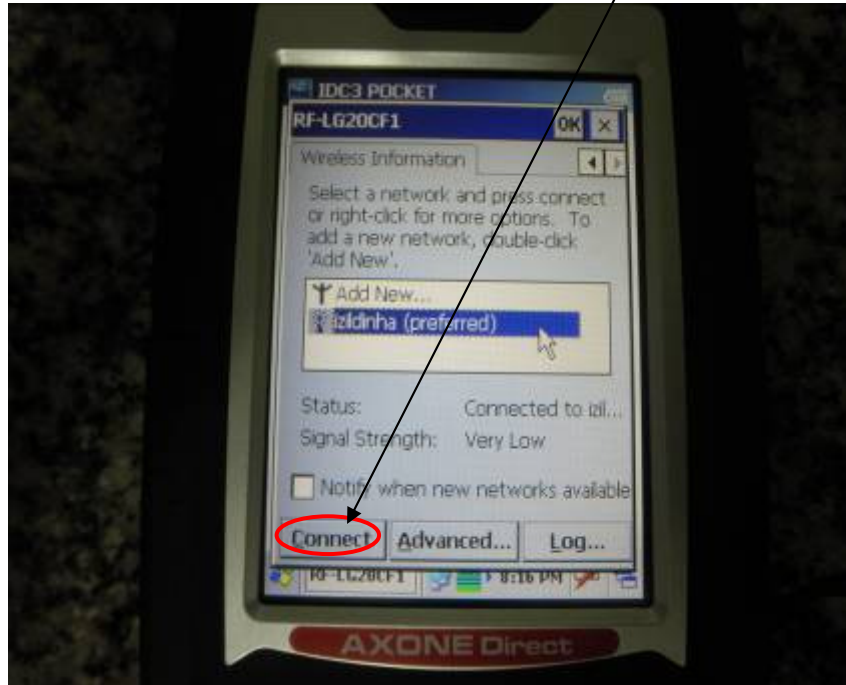 IDC3 POCKET
RF-LG20CF1 OK ×
Wireless Information
Select a network and press connect
or right-click for more options. To
add a new network, double-click
'Add New'.
Add New...
izildinha (preferred)
Status: Connected to izil...
Signal Strength: Very Low
Notify when new networks available
Connect Advanced... Log...
RF-LG20CF1 8:16 PM
AXONE Direct